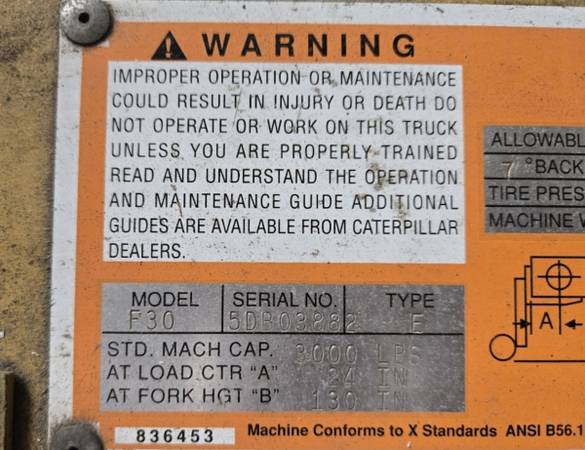 WARNING
IMPROPER OPERATION OR MAINTENANCE
COULD RESULT IN INJURY OR DEATH DO
NOT OPERATE OR WORK ON THIS TRUCK
UNLESS YOU ARE PROPERLY TRAINED
READ AND UNDERSTAND THE OPERATION
AND MAINTENANCE GUIDE ADDITIONAL
GUIDES ARE AVAILABLE FROM CATERPILLAR
DEALERS.
ALLOWABL
7 °BACK
TIRE PRES
MACHINE W
A
MODEL SERIAL NO. TYPE
F30 5DB03882 E
STD. MACH CAP. 3000 LBS
AT LOAD CTR “A” 24 IN
AT FORK HGT “B” 130 IN
836453 Machine Conforms to X Standards ANSI B56.1